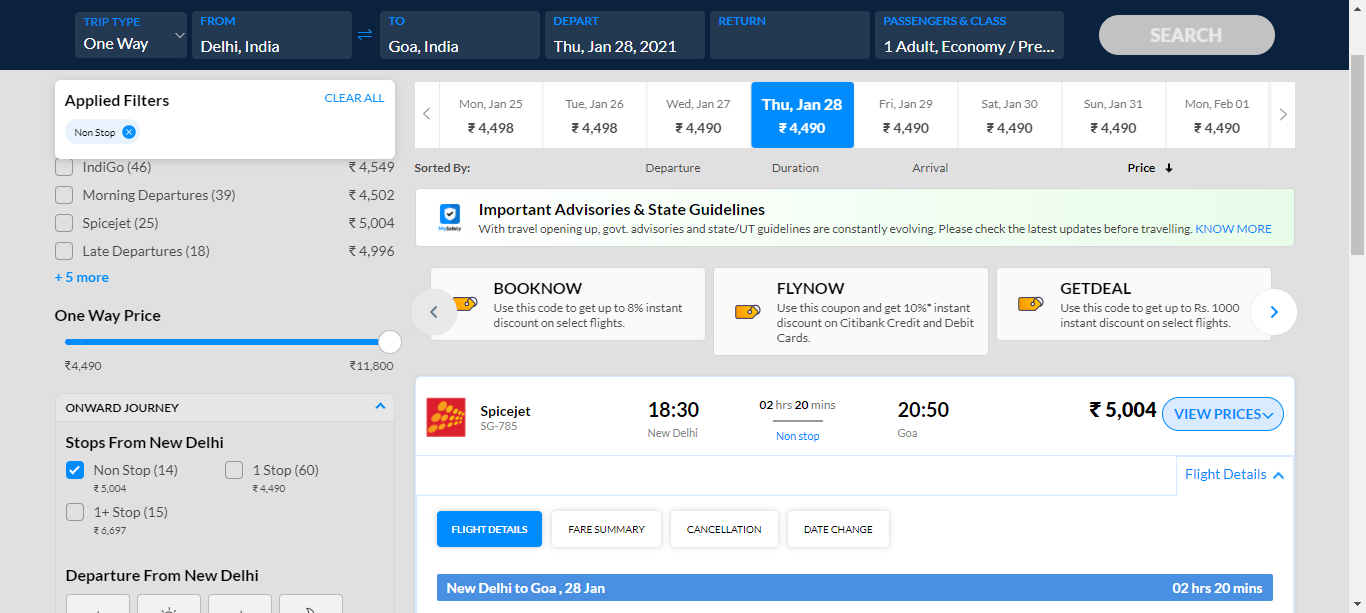 TRIP TYPE
One Way
FROM
Delhi, India
TO
Goa, India
DEPART
Thu, Jan 28, 2021
RETURN
PASSENGERS & CLASS
1 Adult, Economy / Pre...
SEARCH
Applied Filters
CLEAR ALL
Non Stop
IndiGo (46) ₹ 4,549
Morning Departures (39) ₹ 4,502
Spicejet (25) ₹ 5,004
Late Departures (18) ₹ 4,996
+ 5 more
One Way Price
₹4,490 ₹11,800
ONWARD JOURNEY
Stops From New Delhi
Non Stop (14)
₹ 5,004
1 Stop (60)
₹ 4,490
1+ Stop (15)
₹ 6,697
Departure From New Delhi
Mon, Jan 25
₹ 4,498
Tue, Jan 26
₹ 4,498
Wed, Jan 27
₹ 4,490
Thu, Jan 28
₹ 4,490
Fri, Jan 29
₹ 4,490
Sat, Jan 30
₹ 4,490
Sun, Jan 31
₹ 4,490
Mon, Feb 01
₹ 4,490
Sorted By: Departure Duration Arrival Price
MySafety
Important Advisories & State Guidelines
With travel opening up, govt. advisories and state/UT guidelines are constantly evolving. Please check the latest updates before travelling. KNOW MORE
BOOKNOW
Use this code to get up to 8% instant
discount on select flights.
FLYNOW
Use this coupon and get 10%* instant
discount on Citibank Credit and Debit
Cards.
GETDEAL
Use this code to get up to Rs. 1000
instant discount on select flights.
Spicejet
SG-785
18:30
New Delhi
02 hrs 20 mins
Non stop
20:50
Goa
₹ 5,004
VIEW PRICES
Flight Details
FLIGHT DETAILS
FARE SUMMARY
CANCELLATION
DATE CHANGE
New Delhi to Goa , 28 Jan 02 hrs 20 mins